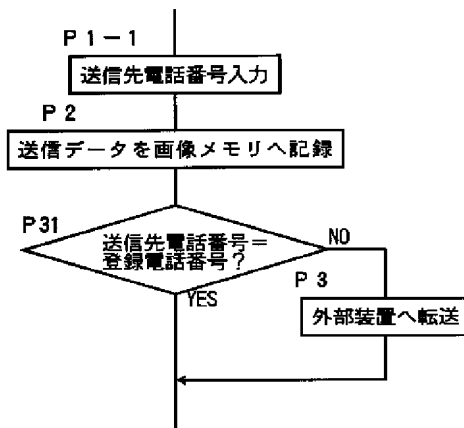 P1-1
送信先電話番号入力
P2
送信データを画像メモリへ記録
P31
送信先電話番号=
登録電話番号?
NO
YES
P3
外部装置へ転送